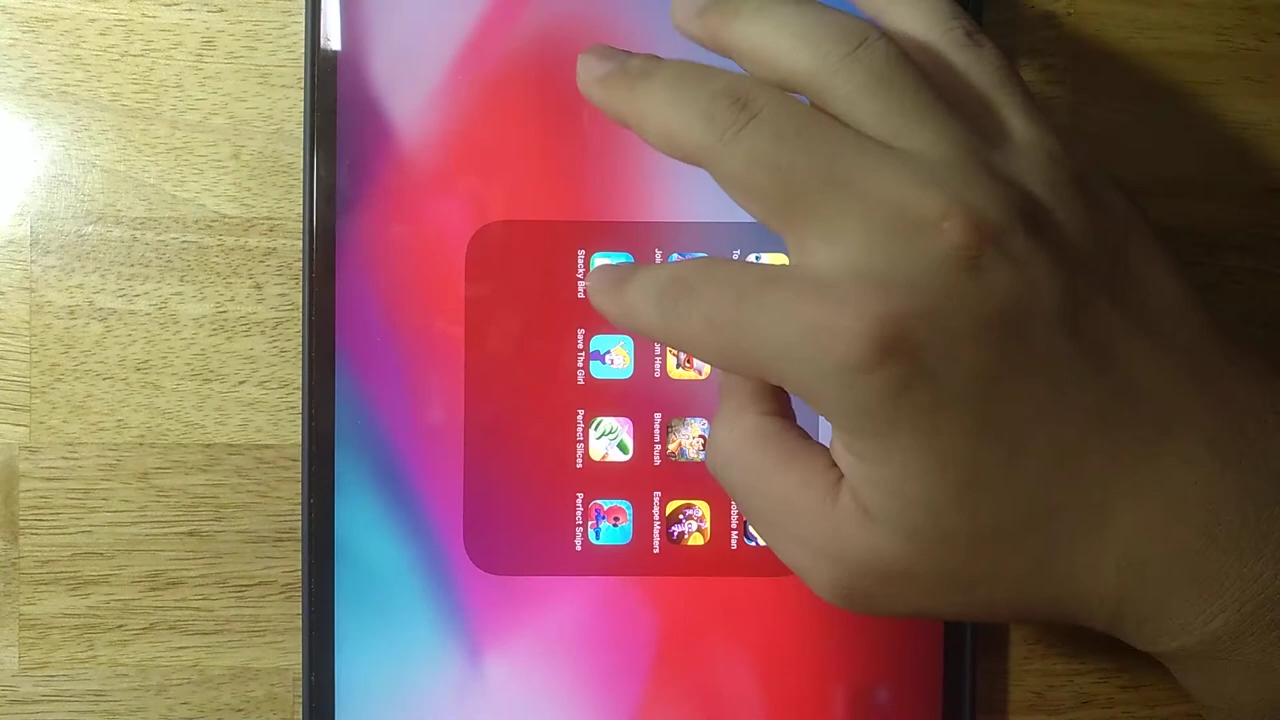 Bheem Rush
Escape Masters
Stacky Bird
Save The Girl
Perfect Slices
Perfect Snipe